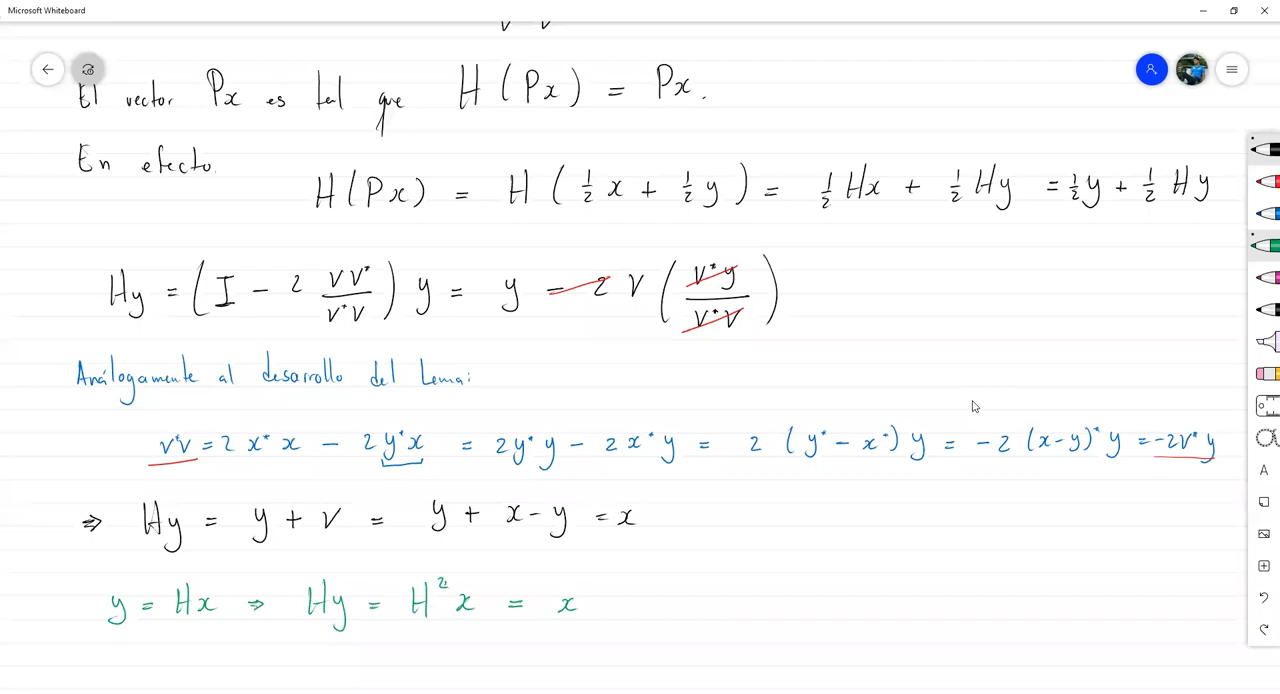 Microsoft Whiteboard
V V
El vector Px es tal que H(Px) = Px.
En efecto.
H(Px) = H(½x + ½y) = ½Hx + ½Hy = ½y + ½Hy
Hy = (I - 2 VV*/V*V) y = y - 2 V (V*y/V*V)
Análogamente al desarrollo del Lema:
V*V = 2x*x - 2y*x = 2y*y - 2x*y = 2(y* - x*)y = -2(x-y)*y = -2V*y
⇒ Hy = y + V = y + x - y = x
y = Hx ⇒ Hy = H²x = x
A